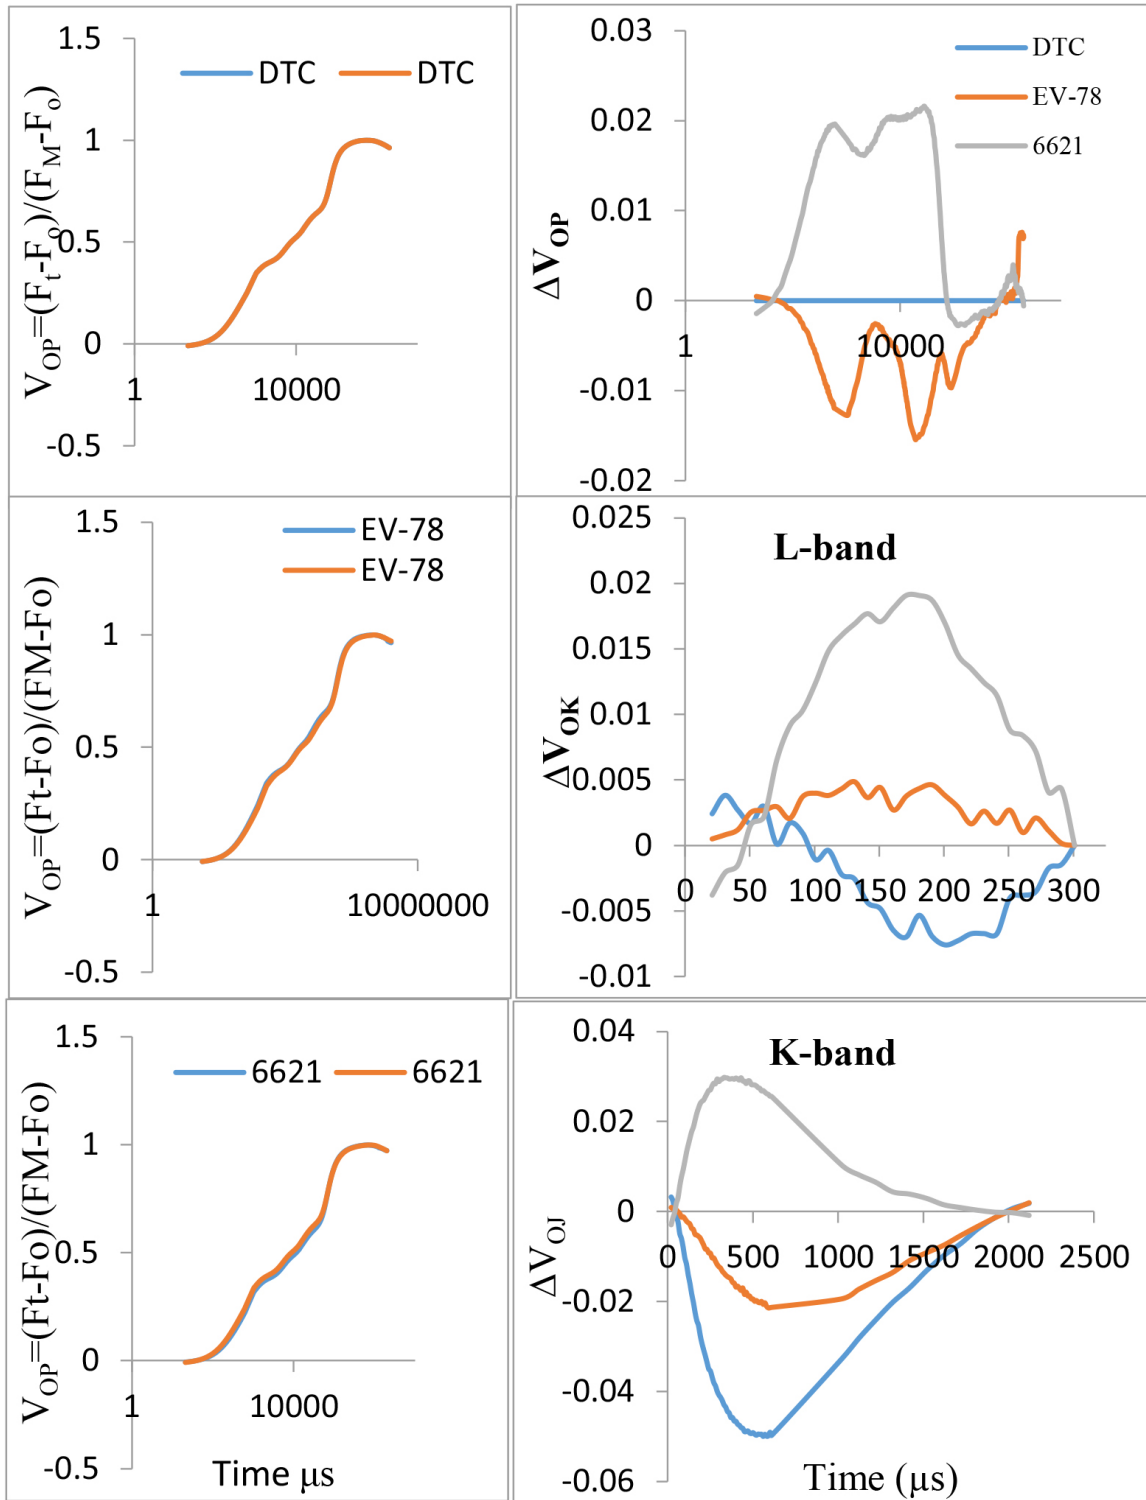 1.5
DTC DTC
1
0.5
0
1 10000
-0.5
V_OP=(F_t-F_o)/(F_M-F_o)
0.03
DTC
EV-78
6621
0.02
0.01
0
1 10000
-0.01
-0.02
ΔV_OP
1.5
EV-78
EV-78
1
0.5
0
1 10000000
-0.5
V_OP=(Ft-Fo)/(FM-Fo)
0.025
L-band
0.02
0.015
0.01
0.005
0
0 50 100 150 200 250 300
-0.005
-0.01
ΔV_OK
1.5
6621 6621
1
0.5
0
1 10000
-0.5
Time μs
V_OP=(Ft-Fo)/(FM-Fo)
0.04
K-band
0.02
0
0 500 1000 1500 2000 2500
-0.02
-0.04
-0.06
Time (μs)
ΔV_OJ